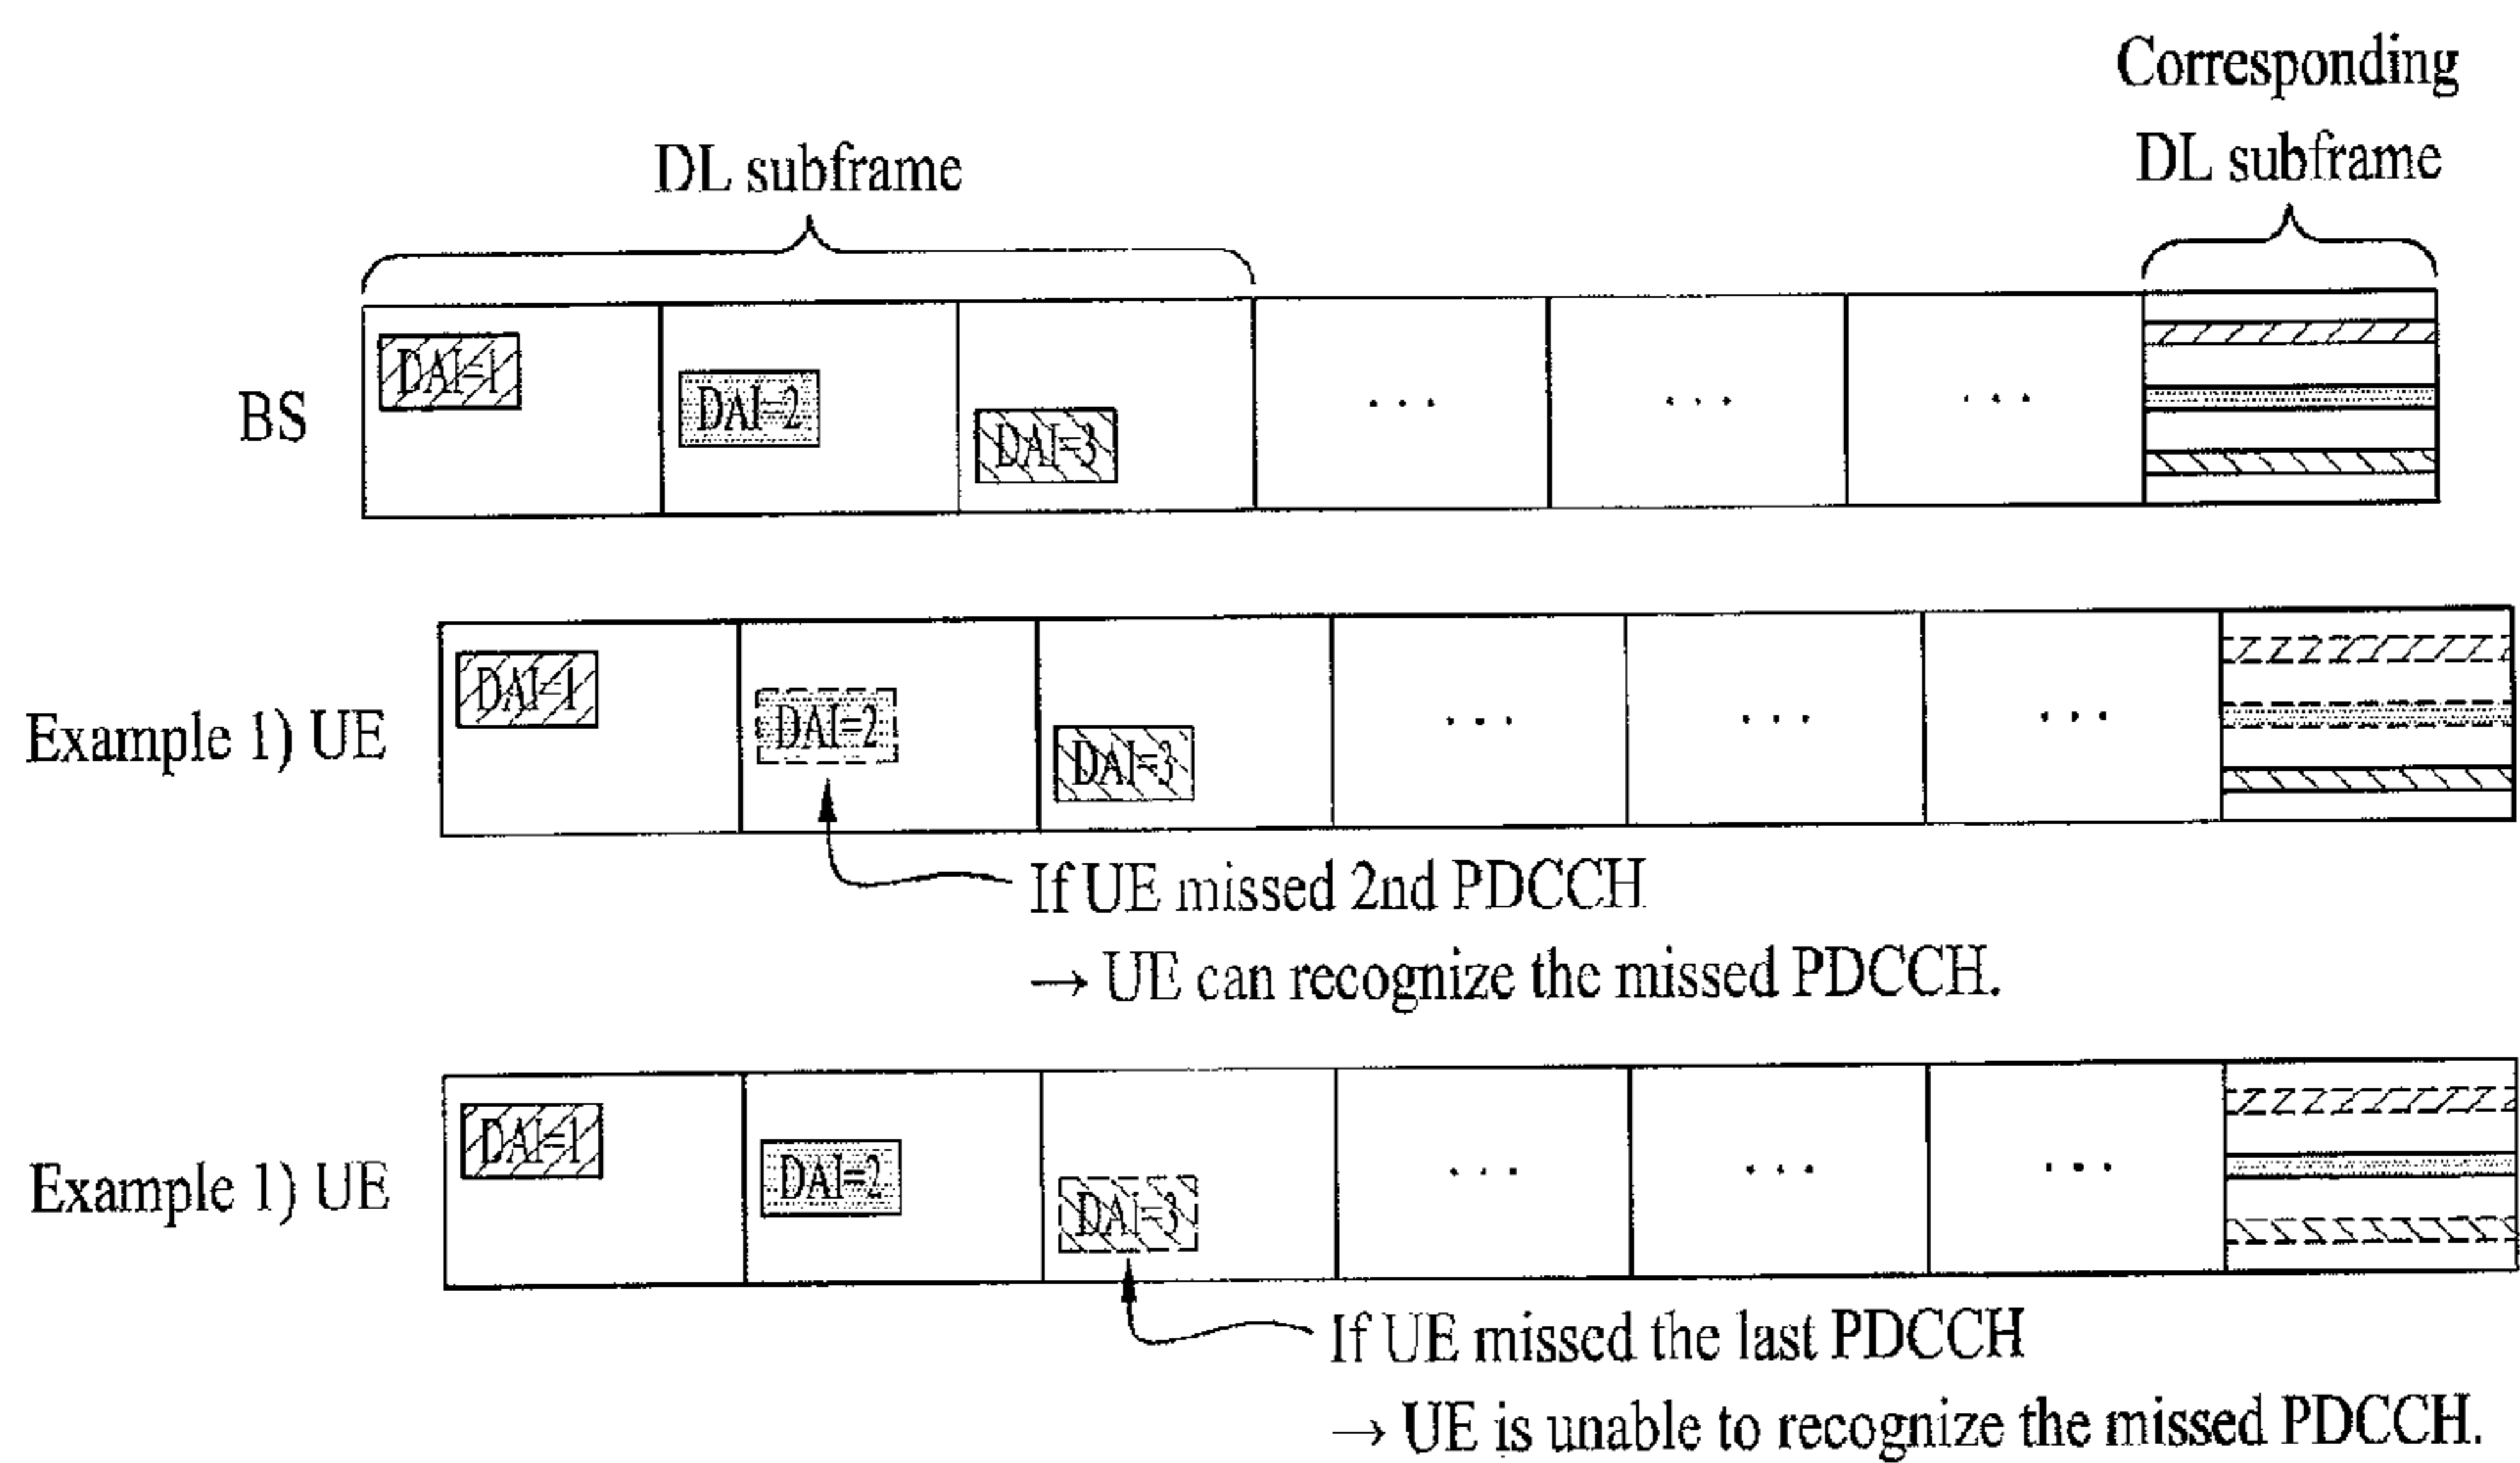 Corresponding
DL subframe
DL subframe
BS
DAI=1
DAI=2
DAI=3
...
...
...
Example 1) UE
DAI=1
DAI=2
DAI=3
...
...
...
If UE missed 2nd PDCCH
→ UE can recognize the missed PDCCH.
Example 1) UE
DAI=1
DAI=2
DAI=3
...
...
...
If UE missed the last PDCCH
→ UE is unable to recognize the missed PDCCH.